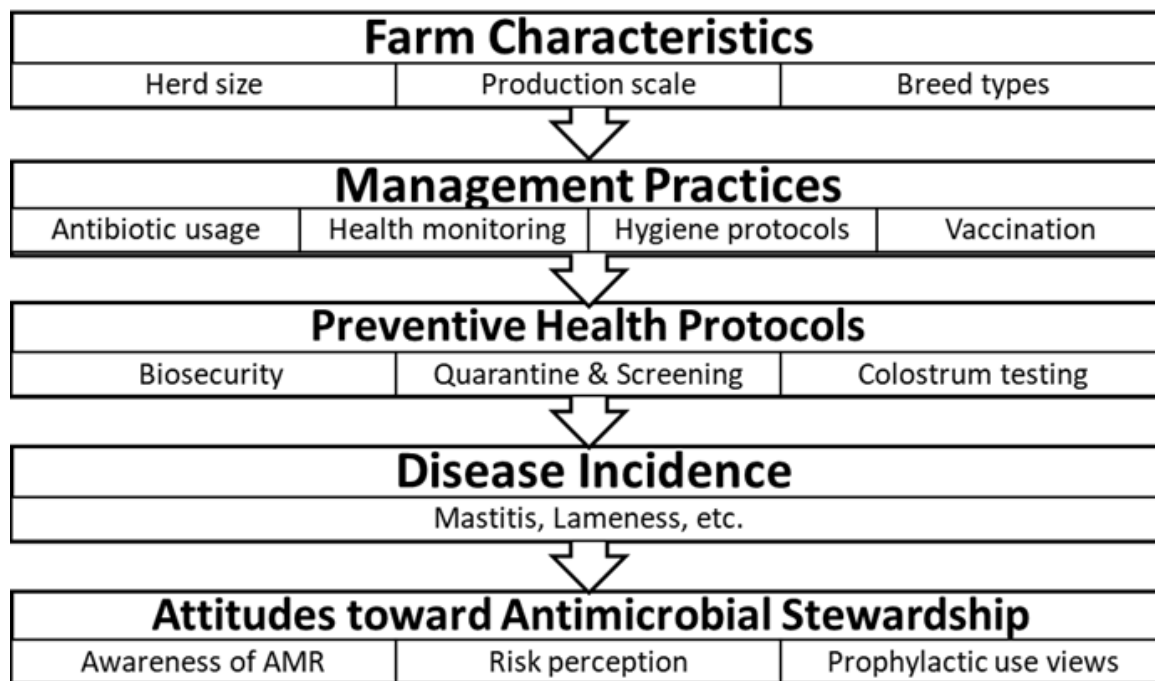 Farm Characteristics
Herd size Production scale Breed types
Management Practices
Antibiotic usage Health monitoring Hygiene protocols Vaccination
Preventive Health Protocols
Biosecurity Quarantine & Screening Colostrum testing
Disease Incidence
Mastitis, Lameness, etc.
Attitudes toward Antimicrobial Stewardship
Awareness of AMR Risk perception Prophylactic use views